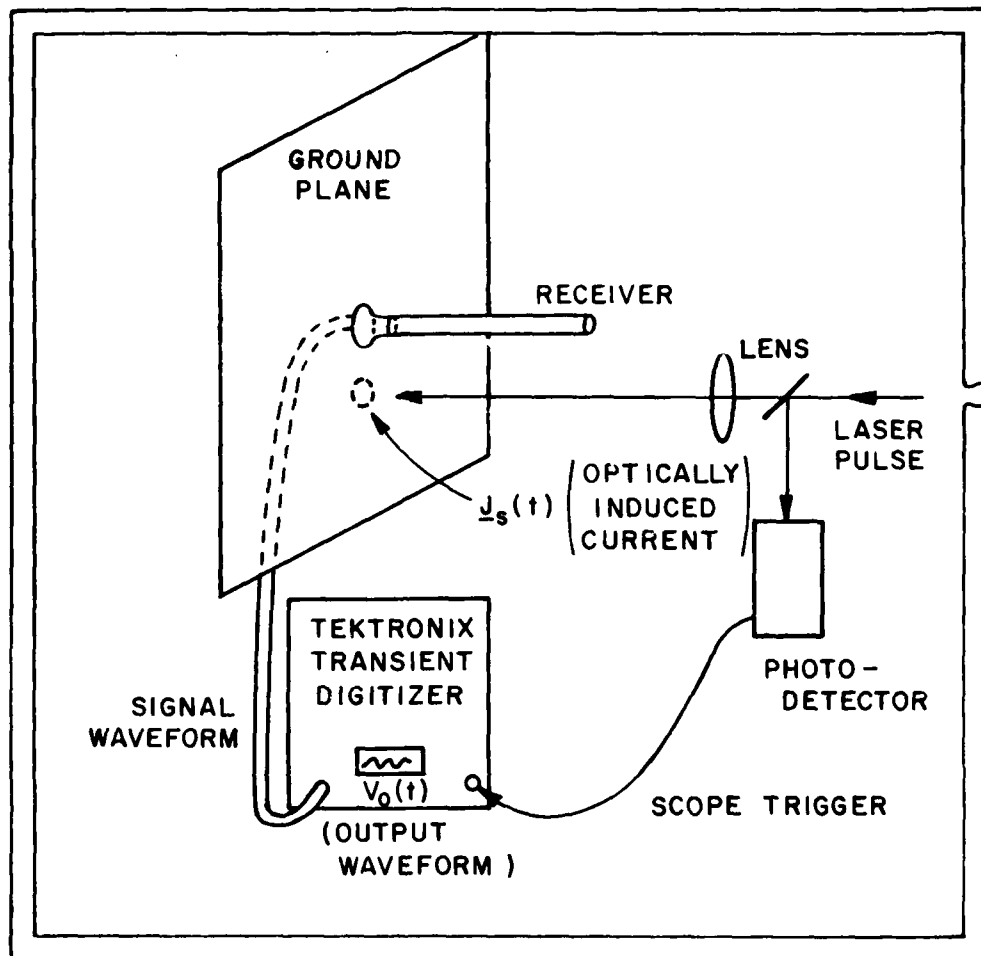 GROUND
PLANE
RECEIVER
LENS
LASER
PULSE
J_s(t) (OPTICALLY
INDUCED
CURRENT)
TEKTRONIX
TRANSIENT
DIGITIZER
PHOTO-
DETECTOR
SIGNAL
WAVEFORM
V_0(t)
SCOPE TRIGGER
(OUTPUT
WAVEFORM)